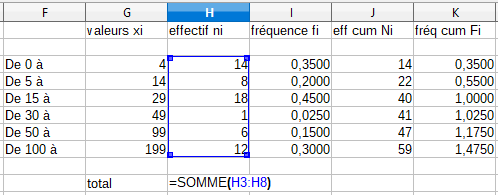 F G H I J K
valeurs xi effectif ni fréquence fi eff cum Ni fréq cum Fi
De 0 à 4 14 0,3500 14 0,3500
De 5 à 14 8 0,2000 22 0,5500
De 15 à 29 18 0,4500 40 1,0000
De 30 à 49 1 0,0250 41 1,0250
De 50 à 99 6 0,1500 47 1,1750
De 100 à 199 12 0,3000 59 1,4750
total =SOMME(H3:H8)